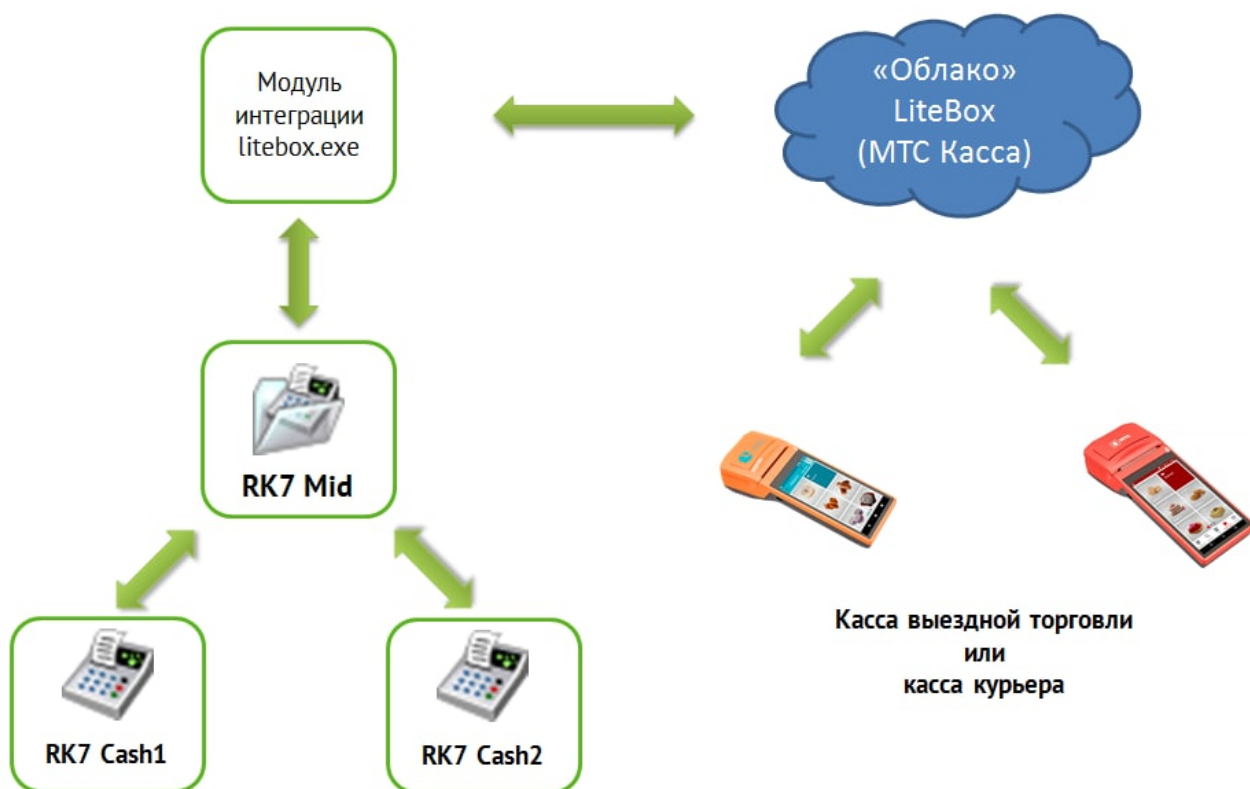 Модуль
интеграции
litebox.exe
«Облако»
LiteBox
(МТС Касса)
RK7 Mid
RK7 Cash1
RK7 Cash2
Касса выездной торговли
или
касса курьера